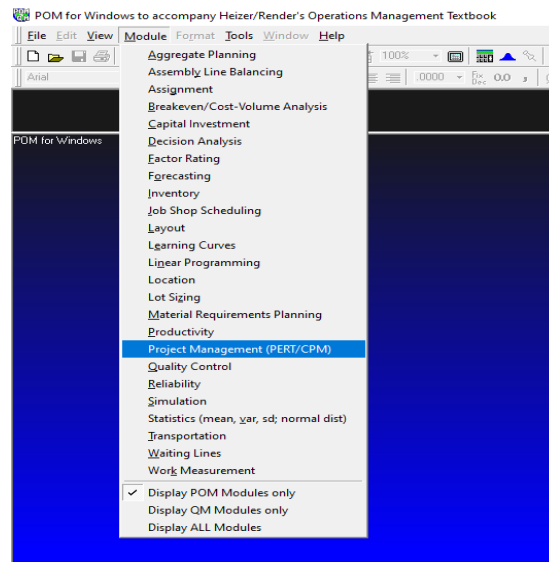 POM for Windows to accompany Heizer/Render's Operations Management Textbook
File Edit View Module Format Tools Window Help
100%
Arial .0000 Fix Dec 0.0 ,
POM for Windows
Aggregate Planning
Assembly Line Balancing
Assignment
Breakeven/Cost-Volume Analysis
Capital Investment
Decision Analysis
Factor Rating
Forecasting
Inventory
Job Shop Scheduling
Layout
Learning Curves
Linear Programming
Location
Lot Sizing
Material Requirements Planning
Productivity
Project Management (PERT/CPM)
Quality Control
Reliability
Simulation
Statistics (mean, var, sd; normal dist)
Transportation
Waiting Lines
Work Measurement
Display POM Modules only
Display QM Modules only
Display ALL Modules